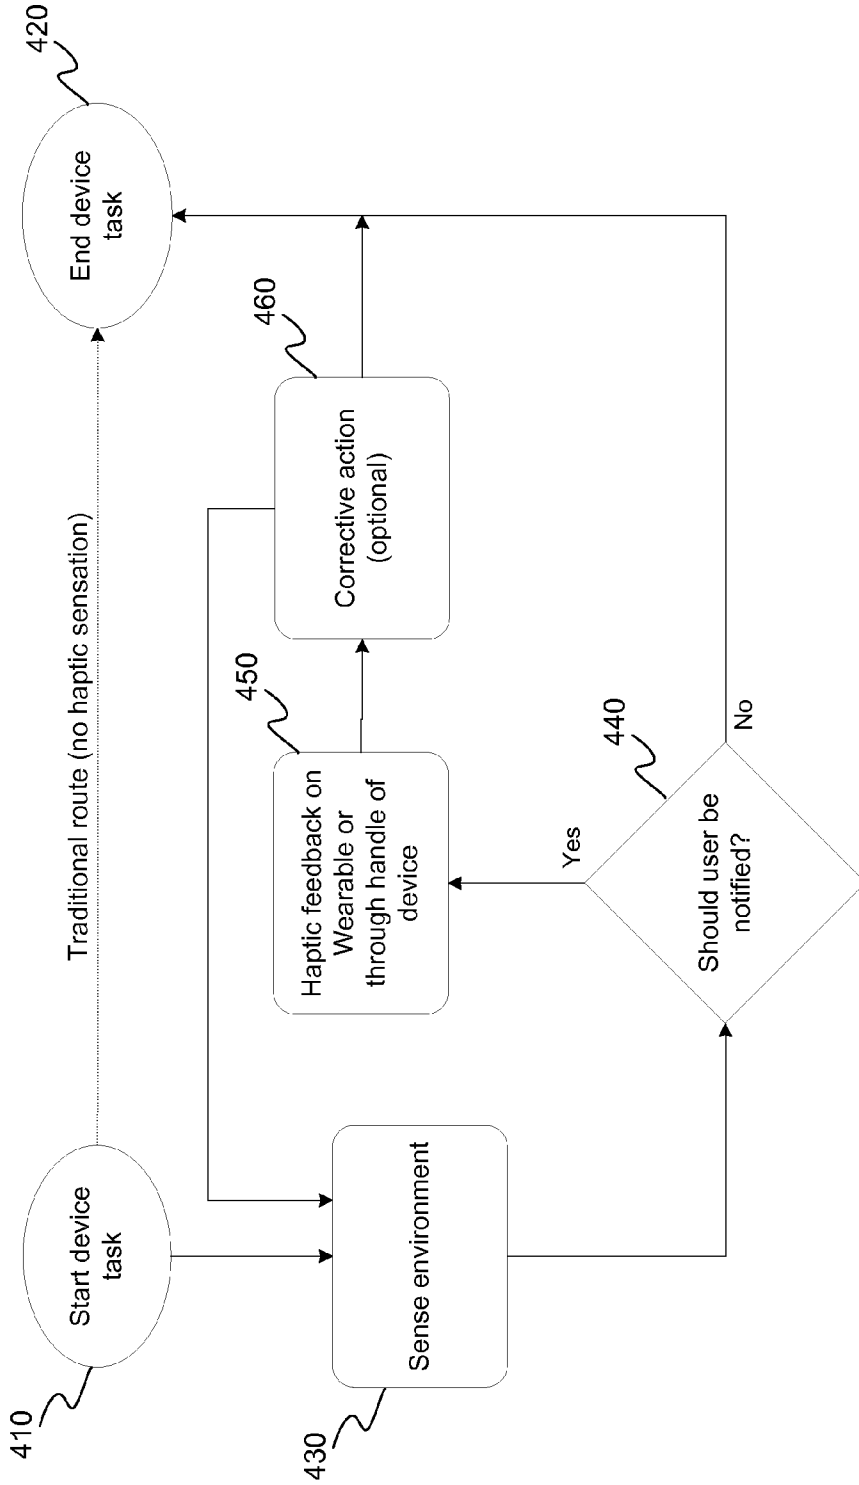 410
Start device
task
Traditional route (no haptic sensation)
End device
task
420
430
Sense environment
450
Haptic feedback on
Wearable or
through handle of
device
460
Corrective action
(optional)
Yes
440
Should user be
notified?
No